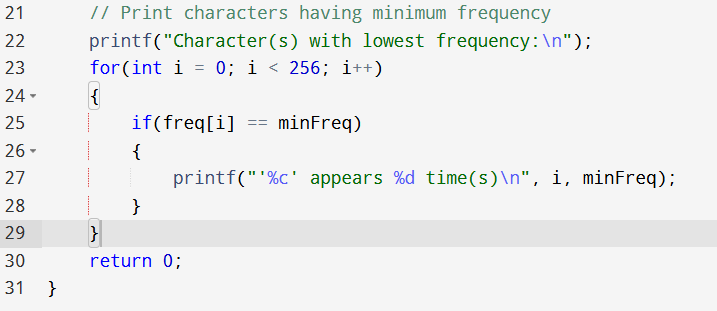 21     // Print characters having minimum frequency
22     printf("Character(s) with lowest frequency:\n");
23     for(int i = 0; i < 256; i++)
24     {
25         if(freq[i] == minFreq)
26         {
27             printf("'%c' appears %d time(s)\n", i, minFreq);
28         }
29     }
30     return 0;
31 }